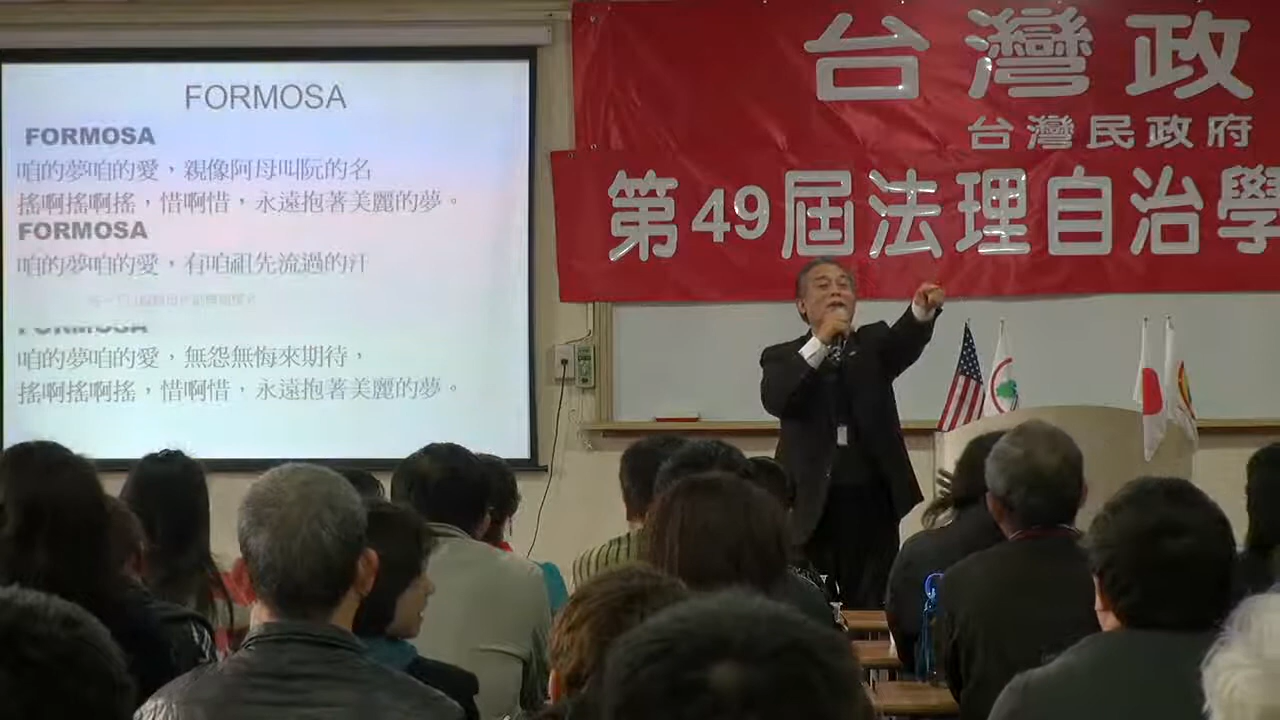 FORMOSA
FORMOSA
咱的夢咱的愛，親像阿母叫阮的名
搖啊搖啊搖，惜啊惜，永遠抱著美麗的夢。
FORMOSA
咱的夢咱的愛，有咱祖先流過的汗
FORMOSA
咱的夢咱的愛，無怨無悔來期待，
搖啊搖啊搖，惜啊惜，永遠抱著美麗的夢。
台灣政
台灣民政府
第49屆法理自治學